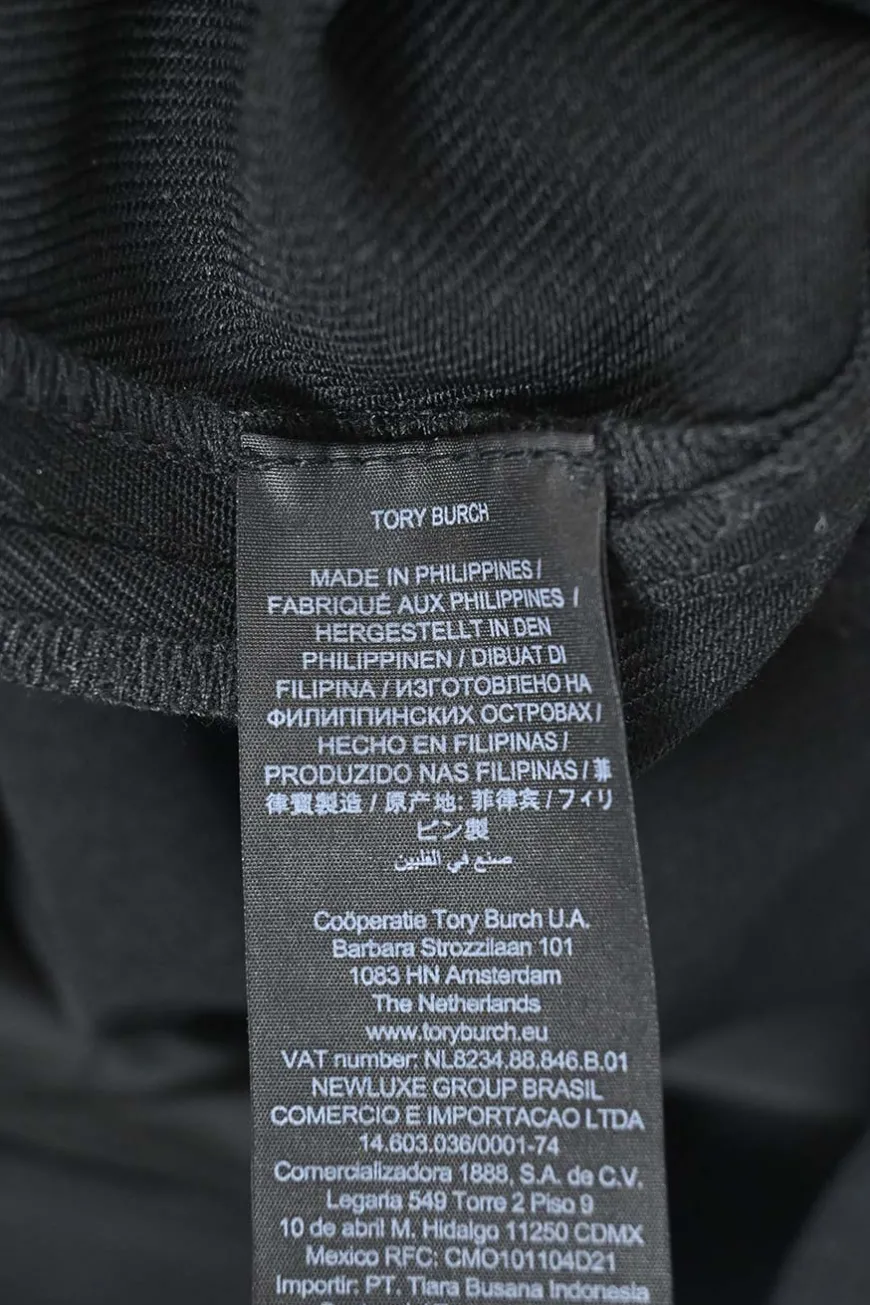 TORY BURCH
MADE IN PHILIPPINES /
FABRIQUÉ AUX PHILIPPINES /
HERGESTELLT IN DEN
PHILIPPINEN / DIBUAT DI
FILIPINA / ИЗГОТОВЛЕНО НА
ФИЛИППИНСКИХ ОСТРОВАХ /
HECHO EN FILIPINAS /
PRODUZIDO NAS FILIPINAS / 菲
律賓製造 / 原产地: 菲律宾 / フィリ
ピン製
صنع في الفلبين
Coöperatie Tory Burch U.A.
Barbara Strozzilaan 101
1083 HN Amsterdam
The Netherlands
www.toryburch.eu
VAT number: NL8234.88.846.B.01
NEWLUXE GROUP BRASIL
COMERCIO E IMPORTACAO LTDA
14.603.036/0001-74
Comercializadora 1888, S.A. de C.V.
Legaria 549 Torre 2 Piso 9
10 de abril M. Hidalgo 11250 CDMX
Mexico RFC: CMO101104D21
Importir: PT. Tiara Busana Indonesia